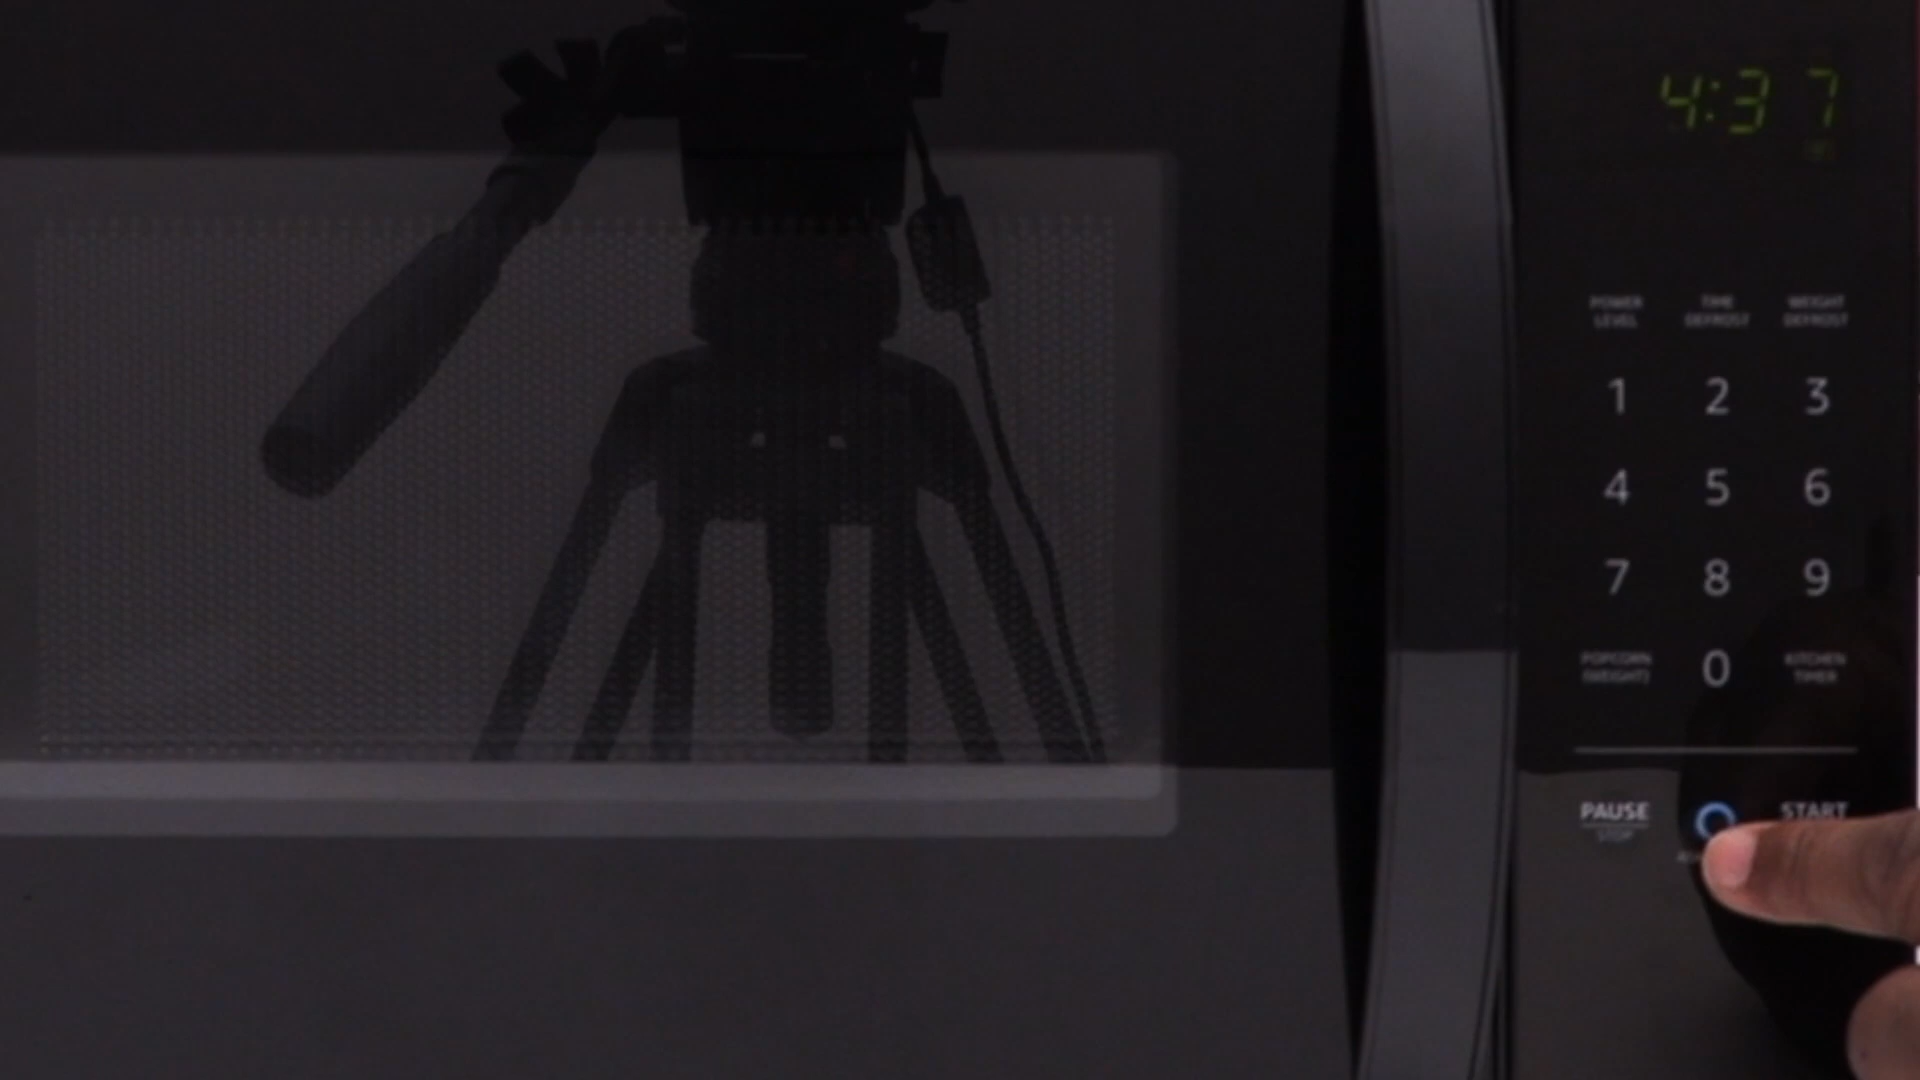 4:37
POWER LEVEL
TIME DEFROST
WEIGHT DEFROST
1 2 3
4 5 6
7 8 9
POPCORN (WEIGHT)
0
KITCHEN TIMER
PAUSE
STOP
START